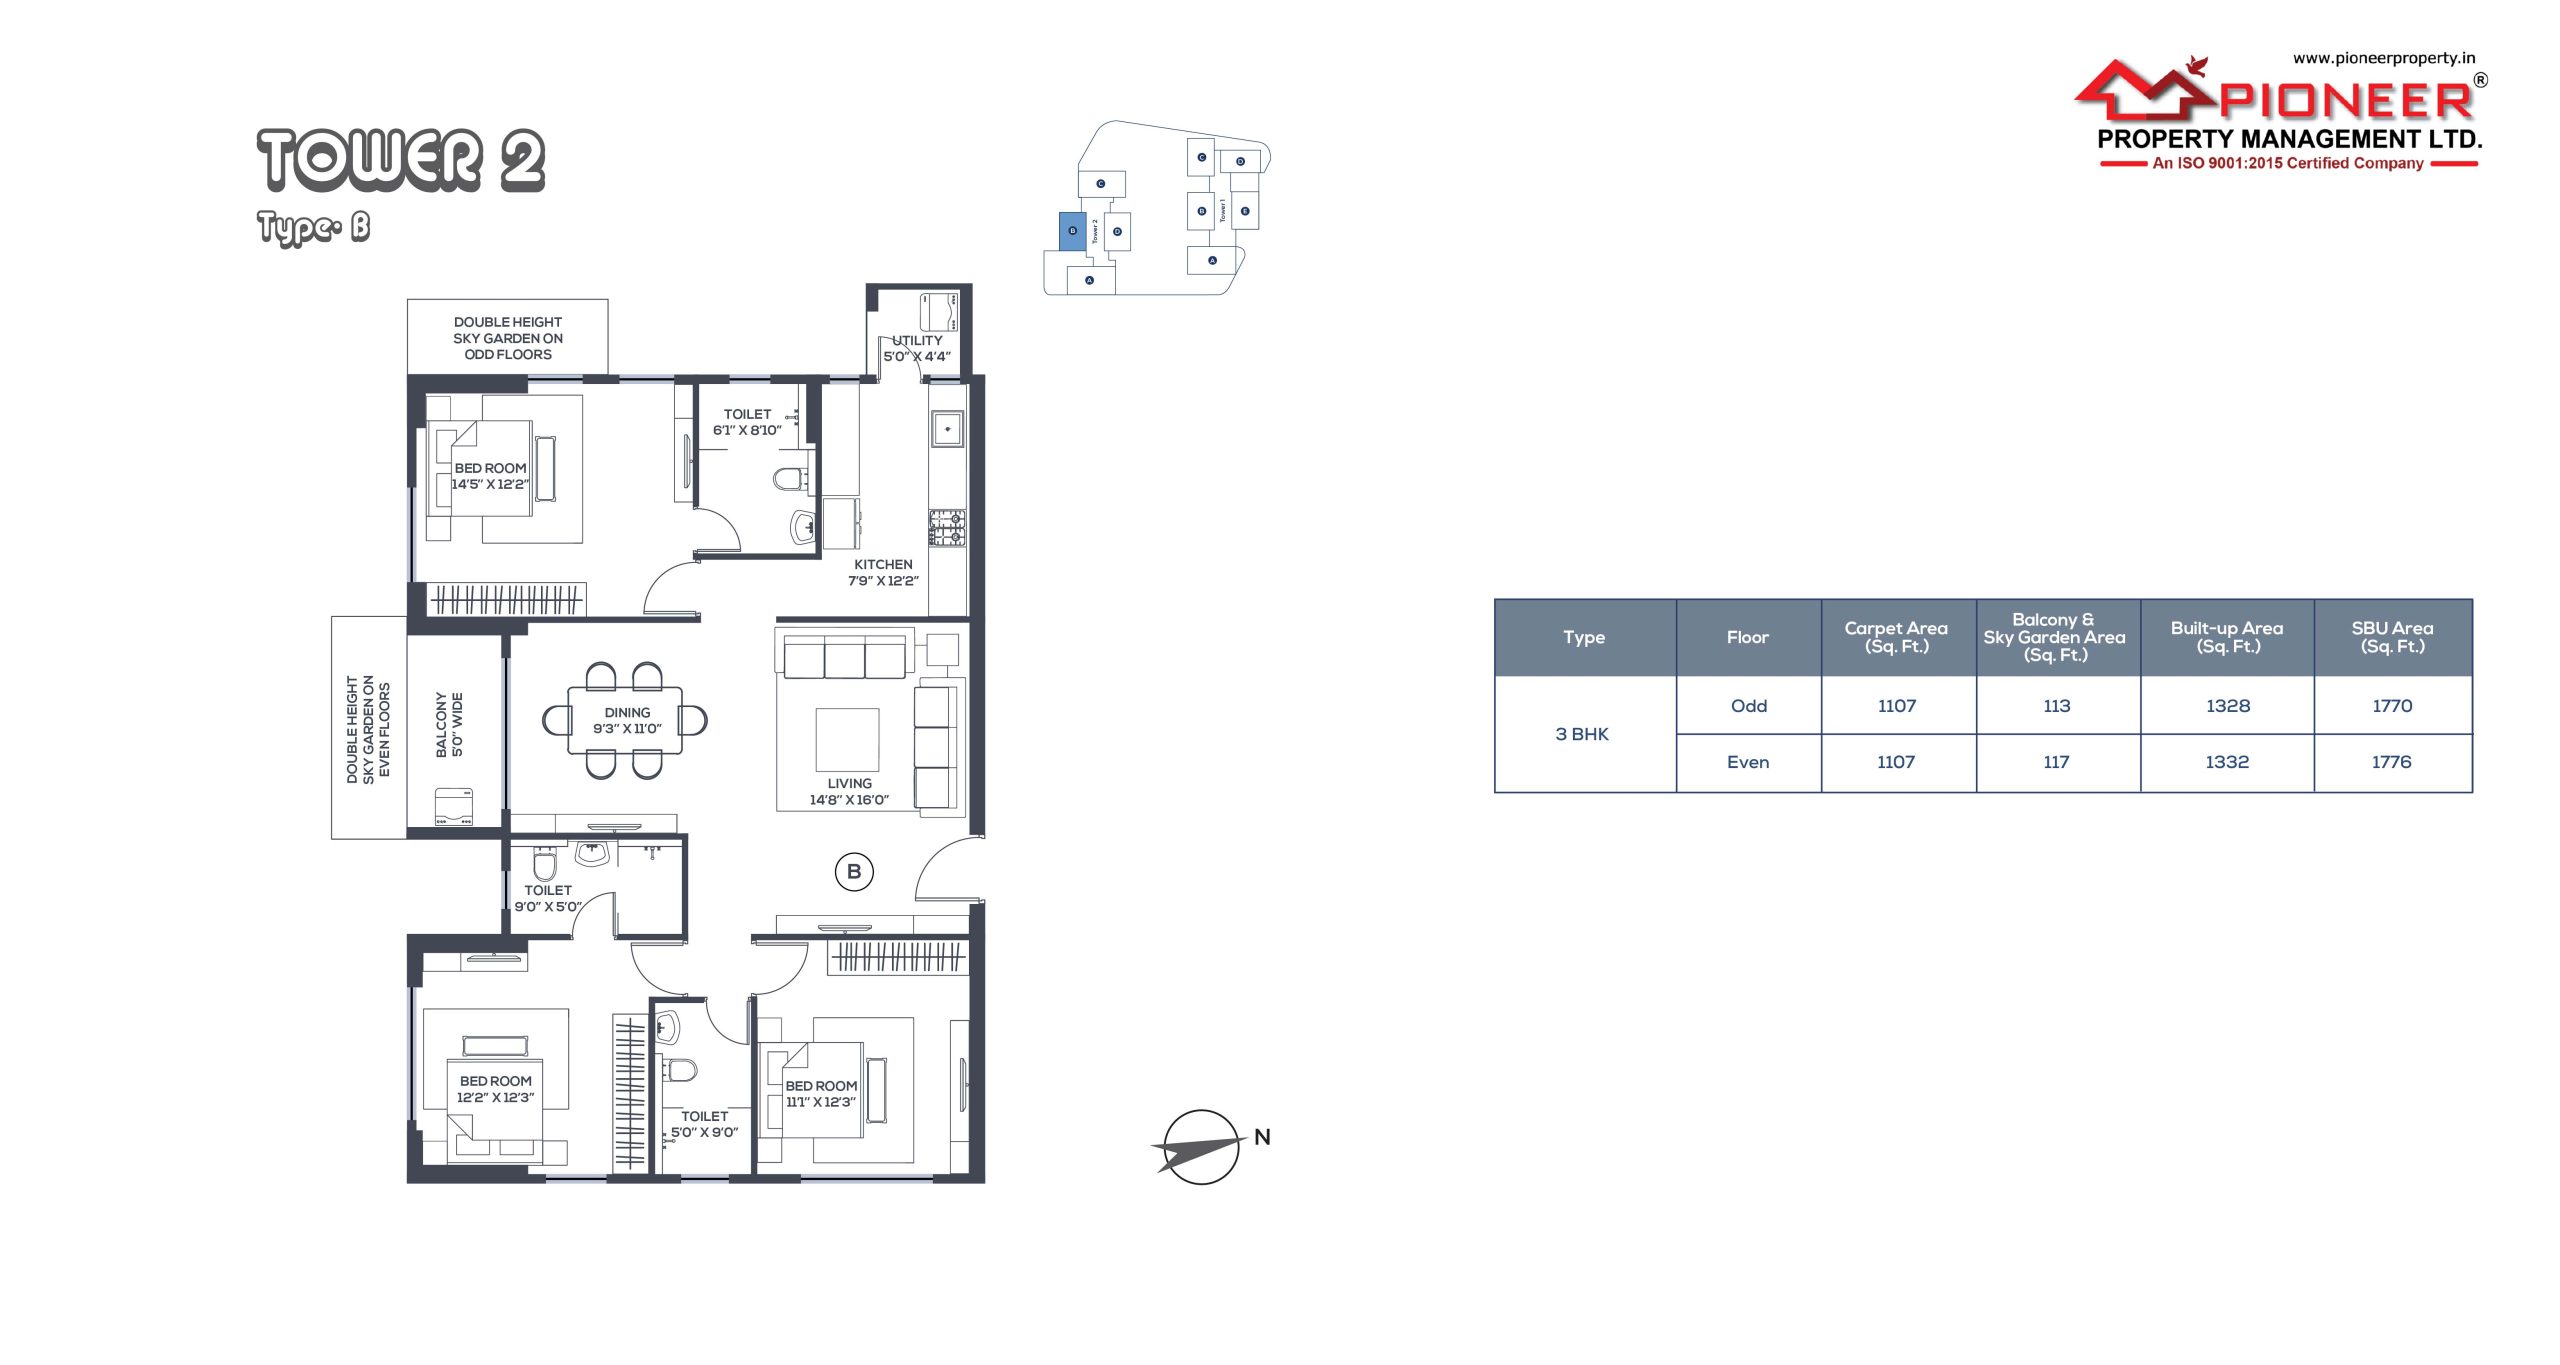 www.pioneerproperty.in
PIONEER®
PROPERTY MANAGEMENT LTD.
An ISO 9001:2015 Certified Company
TOWER 2
Type- B
C
D
C
B
Tower 1
E
B
Tower 2
D
A
A
DOUBLE HEIGHT
SKY GARDEN ON
ODD FLOORS
UTILITY
5'0" X 4'4"
TOILET
6'1" X 8'10"
BED ROOM
14'5" X 12'2"
KITCHEN
7'9" X 12'2"
DOUBLE HEIGHT
SKY GARDEN ON
EVEN FLOORS
BALCONY
5'0" WIDE
DINING
9'3" X 11'0"
LIVING
14'8" X 16'0"
B
TOILET
9'0" X 5'0"
BED ROOM
12'2" X 12'3"
TOILET
5'0" X 9'0"
BED ROOM
11'1" X 12'3"
N
Type Floor Carpet Area (Sq. Ft.) Balcony & Sky Garden Area (Sq. Ft.) Built-up Area (Sq. Ft.) SBU Area (Sq. Ft.)
3 BHK
Odd 1107 113 1328 1770
Even 1107 117 1332 1776